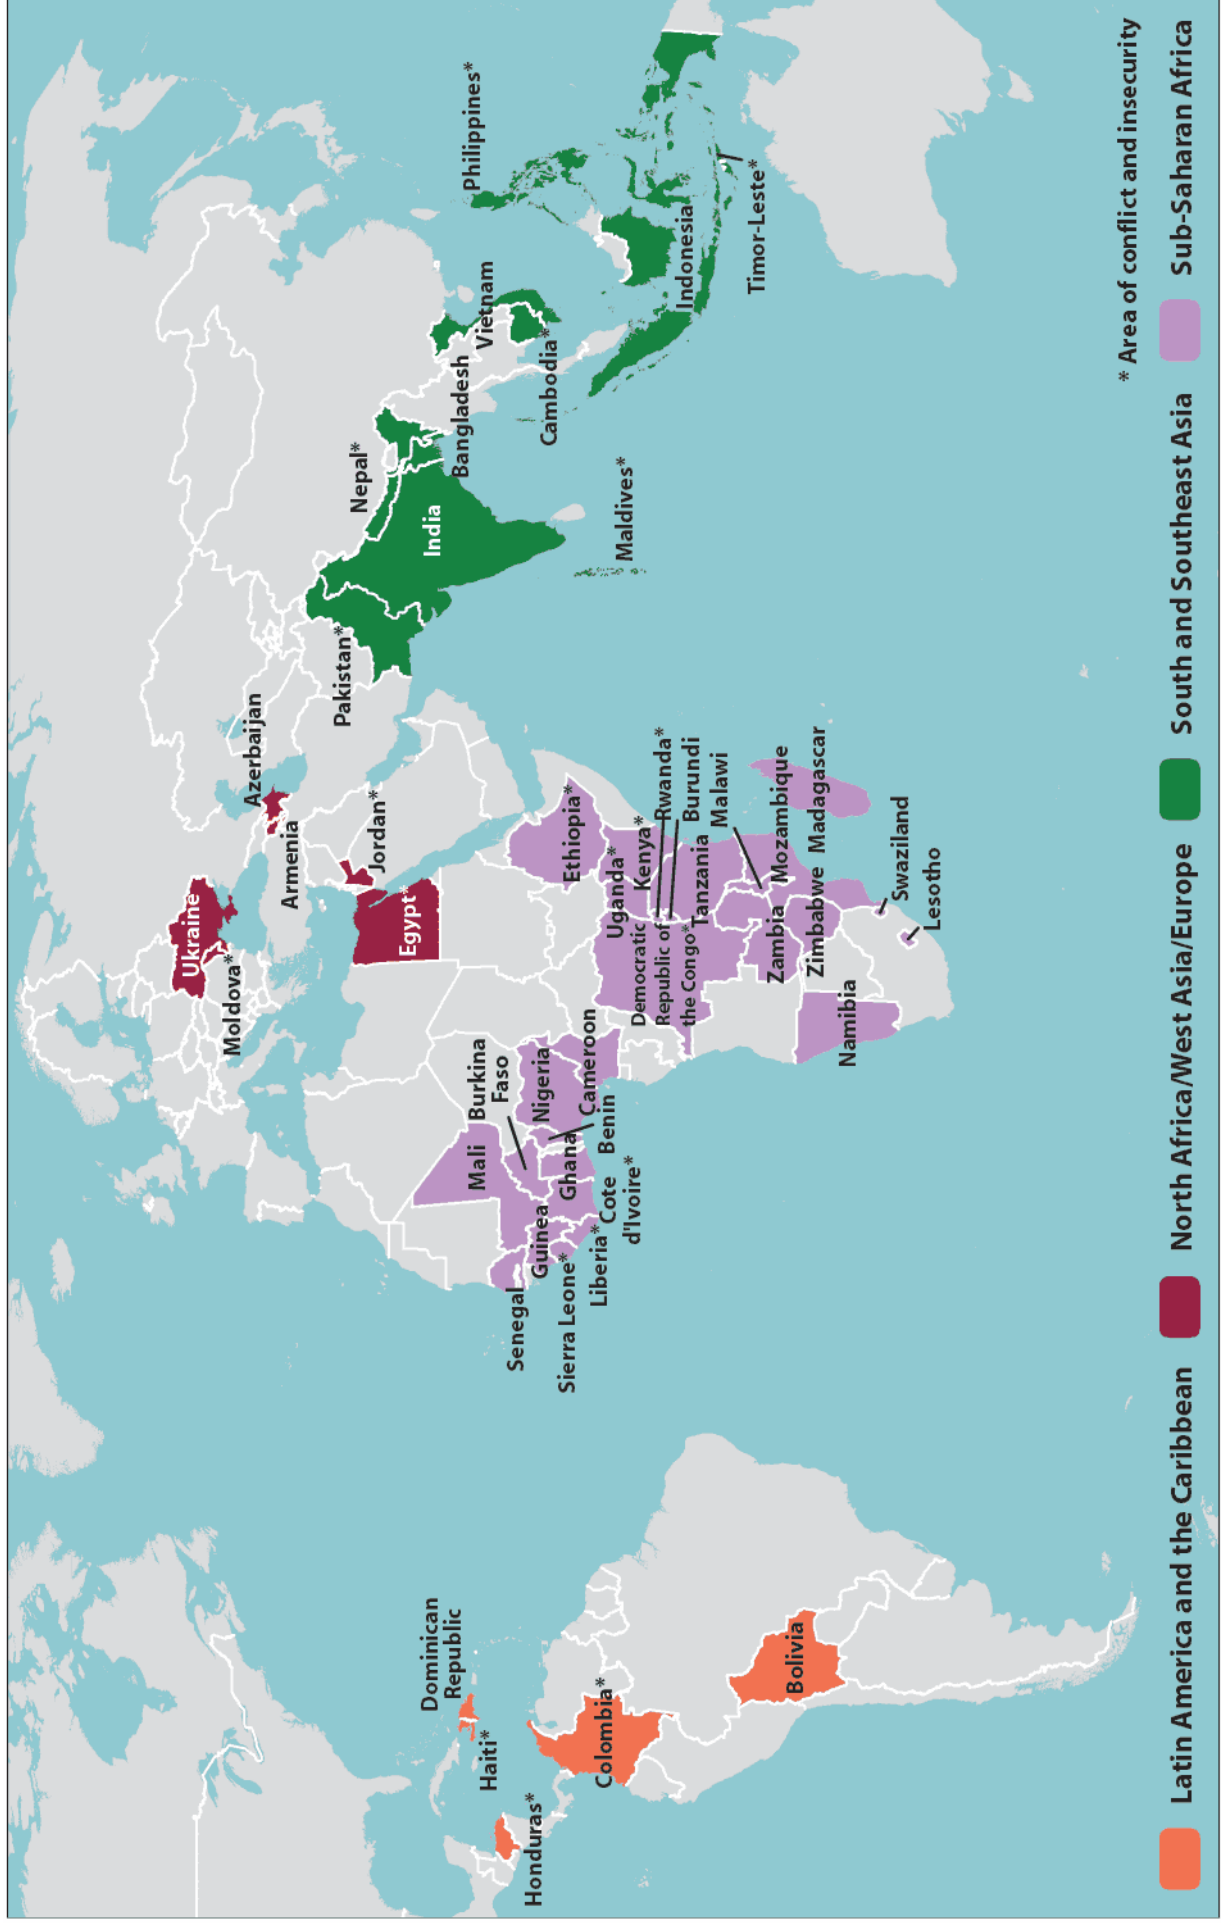 Ukraine
Moldova*
Azerbaijan
Armenia
Jordan*
Egypt*
Pakistan*
Nepal*
India
Bangladesh
Vietnam
Cambodia*
Philippines*
Maldives*
Indonesia
Timor-Leste*
Dominican
Republic
Haiti*
Honduras*
Colombia*
Bolivia
Mali
Burkina
Faso
Nigeria
Cameroon
Benin
Ghana
Cote
d'Ivoire*
Liberia*
Sierra Leone*
Guinea
Senegal
Ethiopia*
Uganda*
Kenya*
Rwanda*
Burundi
Democratic
Republic of
the Congo*
Tanzania
Malawi
Zambia
Mozambique
Zimbabwe
Madagascar
Namibia
Swaziland
Lesotho
* Area of conflict and insecurity
Latin America and the Caribbean
North Africa/West Asia/Europe
South and Southeast Asia
Sub-Saharan Africa